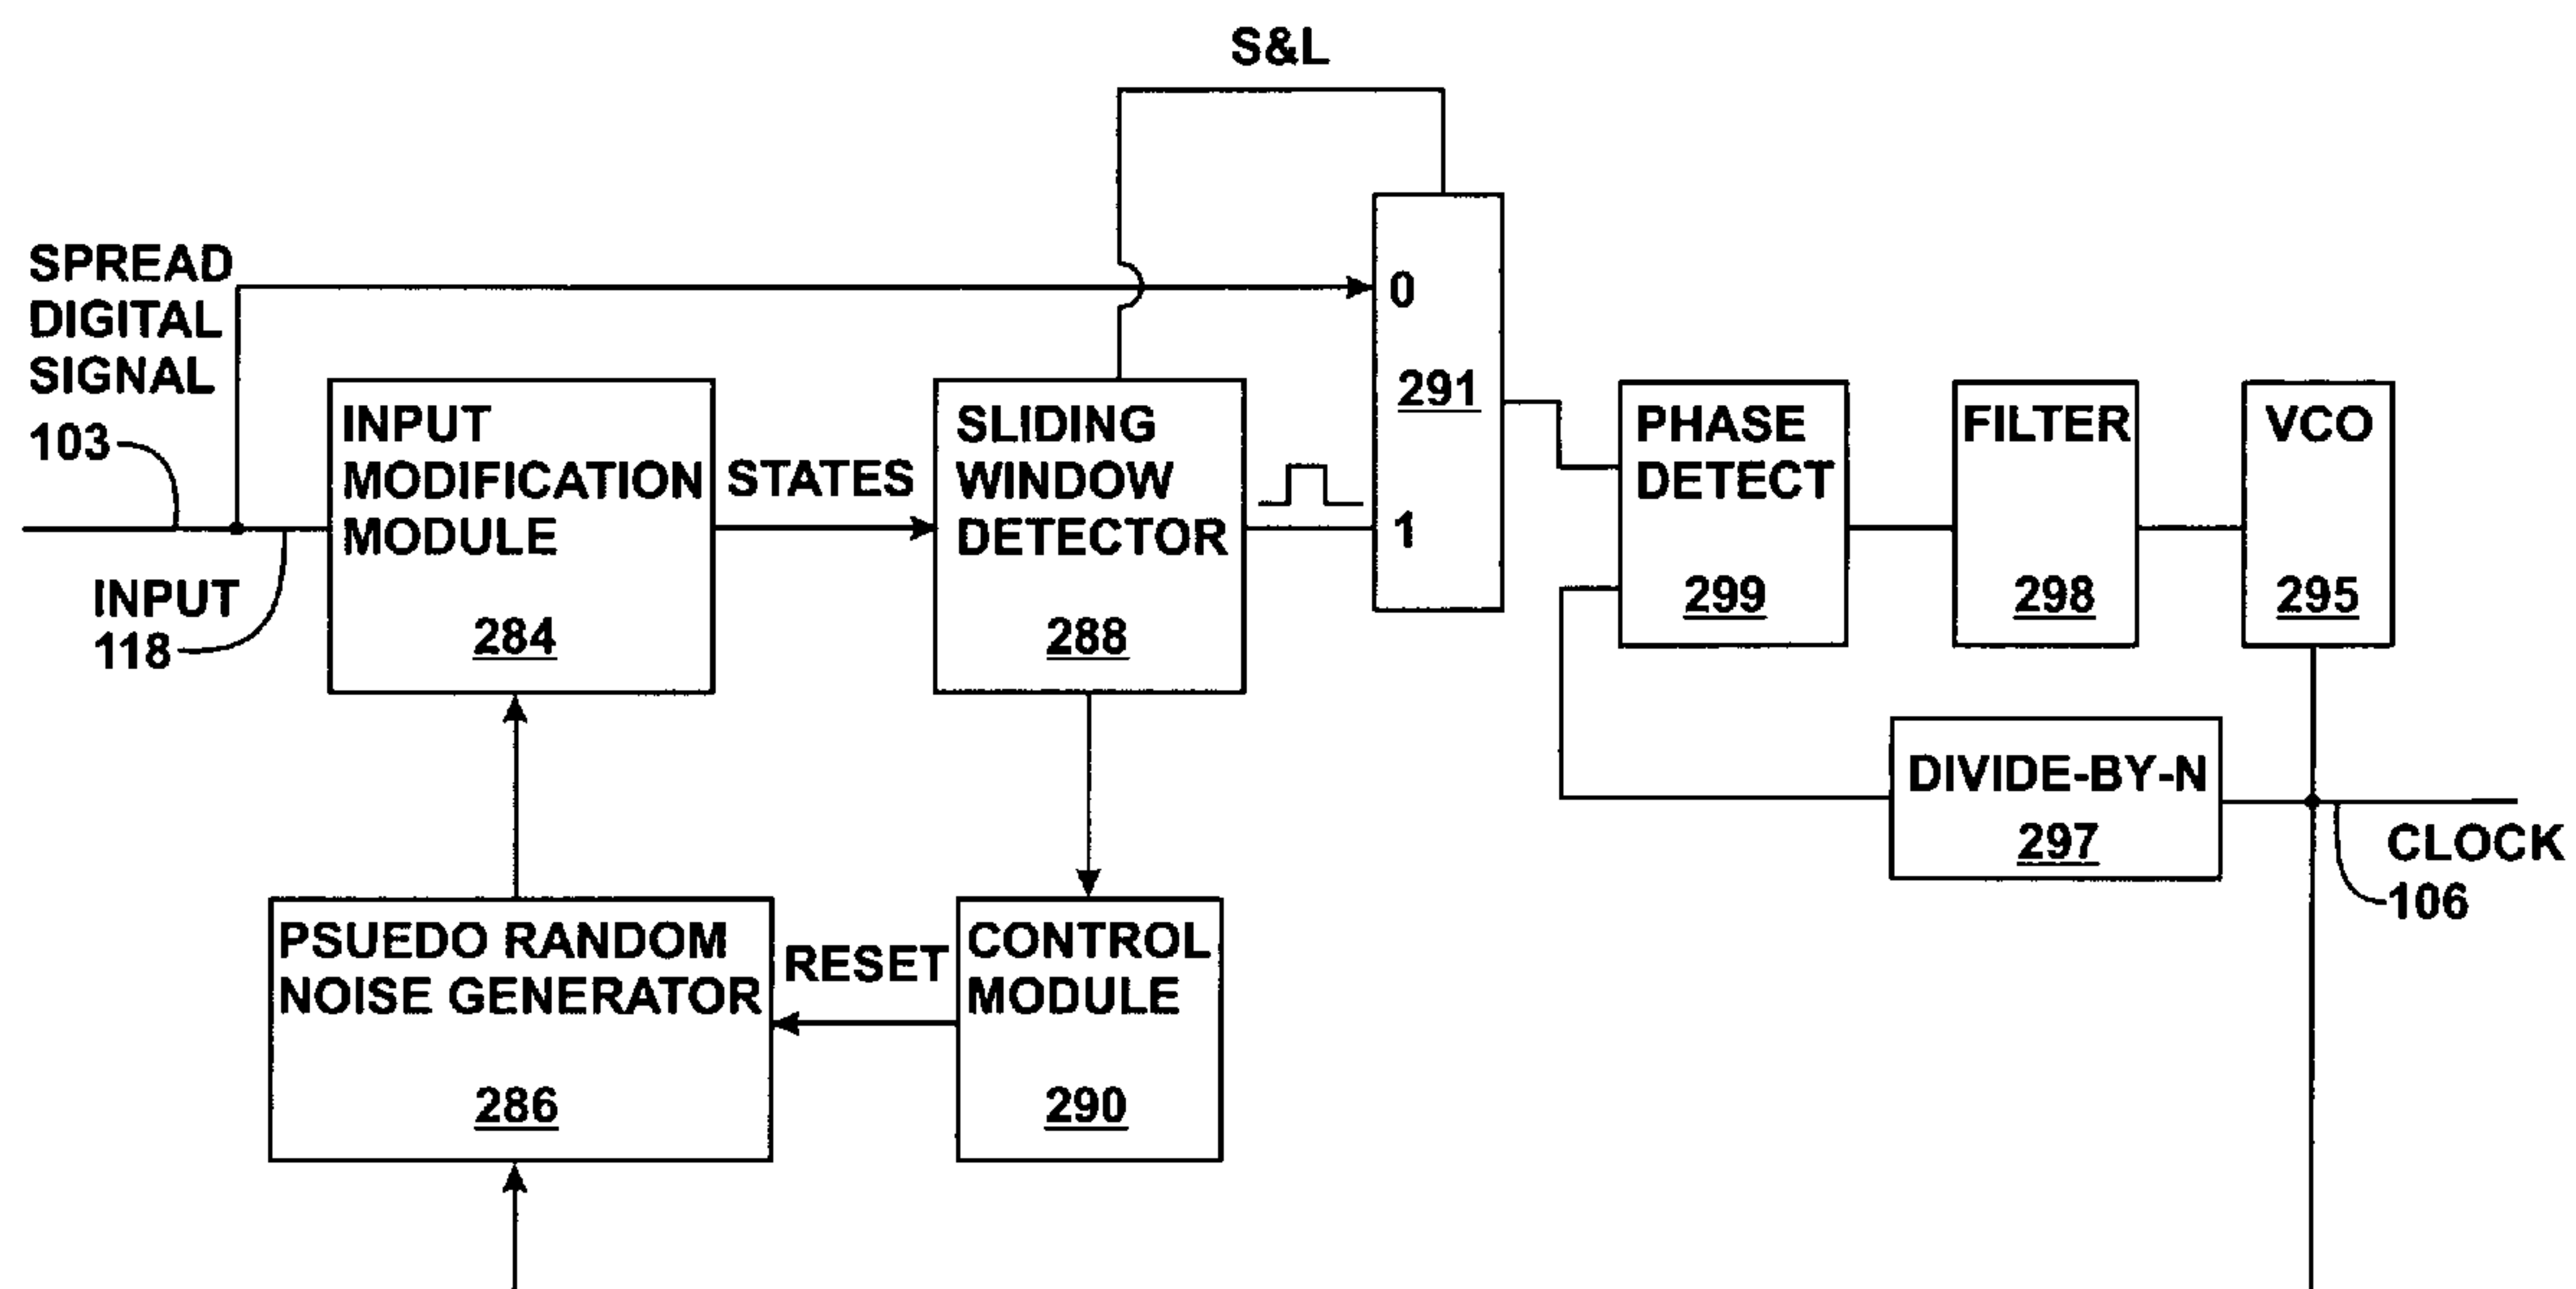 S&L
SPREAD
DIGITAL
SIGNAL
103
INPUT
118
INPUT
MODIFICATION
MODULE
284
STATES
SLIDING
WINDOW
DETECTOR
288
0
291
1
PHASE
DETECT
299
FILTER
298
VCO
295
DIVIDE-BY-N
297
CLOCK
106
PSUEDO RANDOM
NOISE GENERATOR
286
RESET
CONTROL
MODULE
290